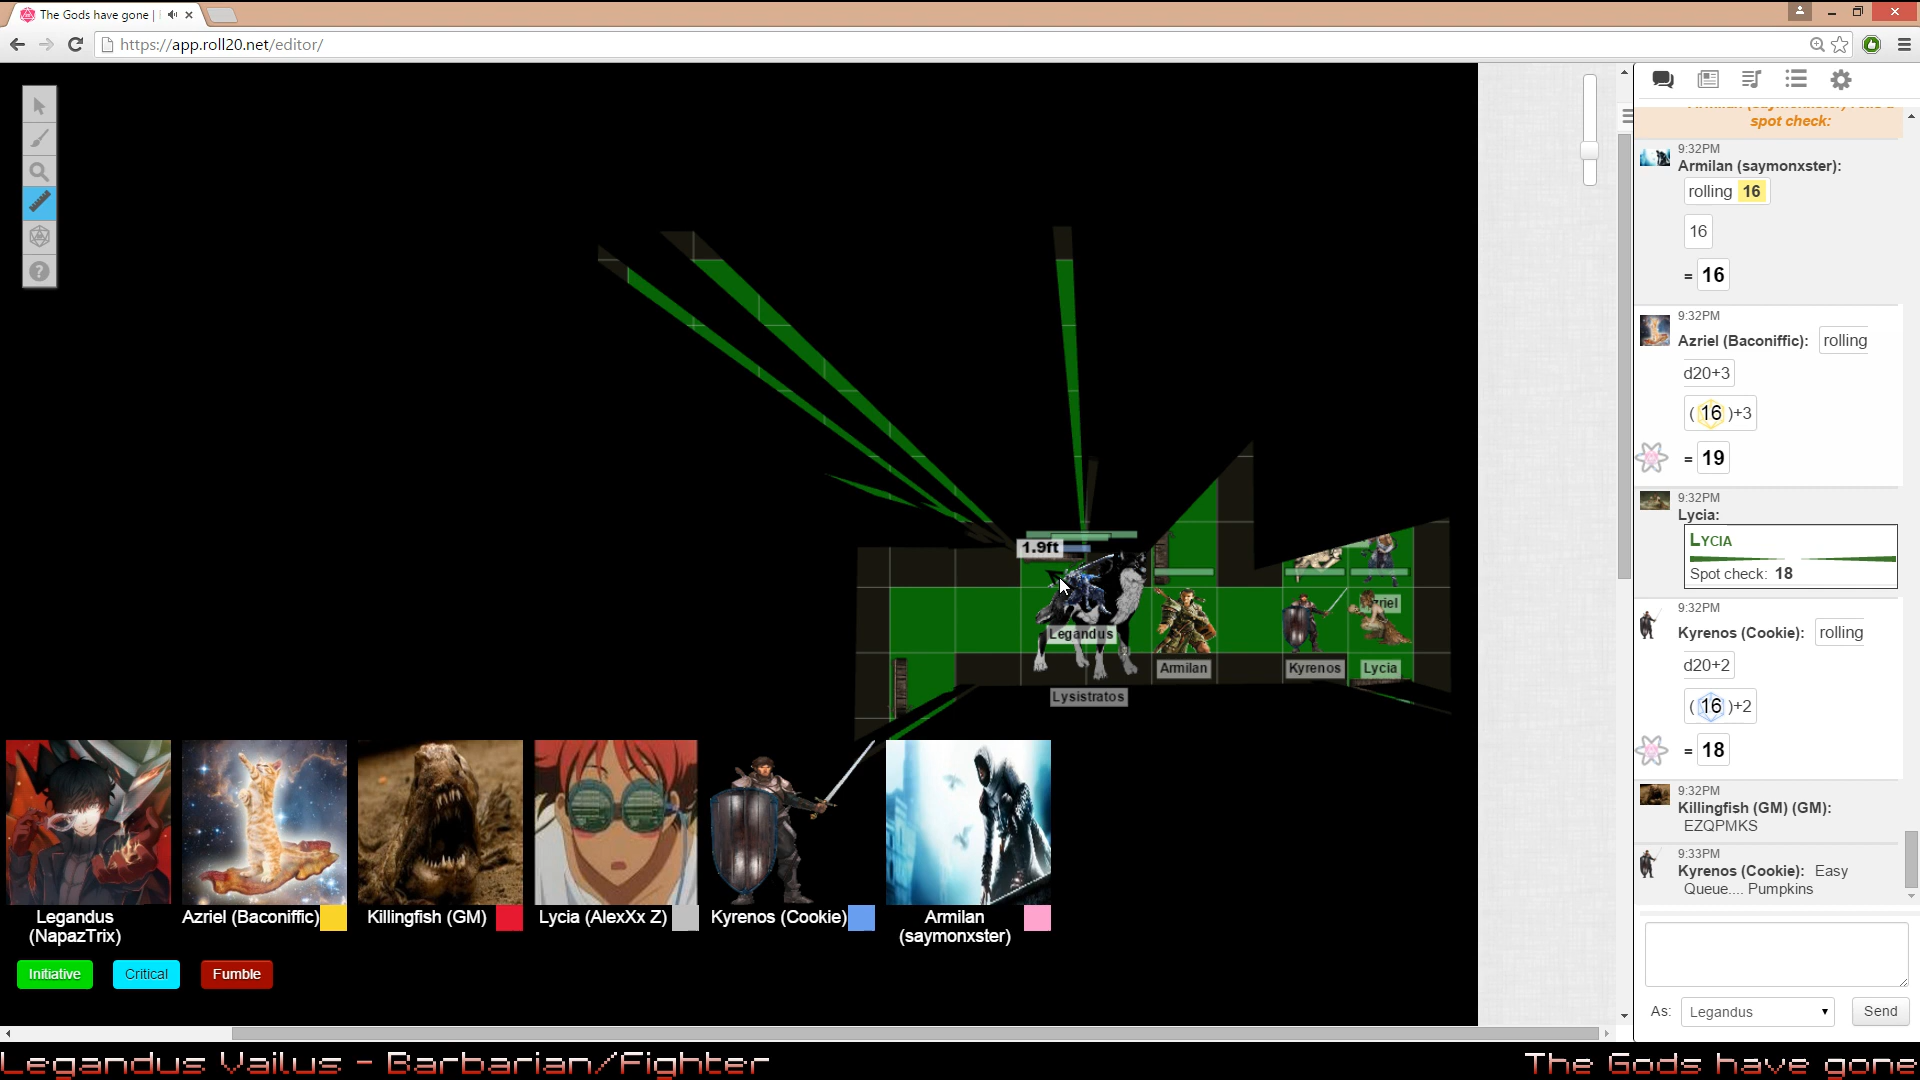 The Gods have gone |
https://app.roll20.net/editor/
spot check:
9:32PM
Armilan (saymonxster):
rolling 16
16
= 16
9:32PM
Azriel (Baconiffic): rolling
d20+3
(16)+3
= 19
9:32PM
Lycia:
LYCIA
Spot check: 18
9:32PM
Kyrenos (Cookie): rolling
d20+2
(16)+2
= 18
9:32PM
Killingfish (GM) (GM):
EZQPMKS
9:33PM
Kyrenos (Cookie): Easy
Queue.... Pumpkins
As: Legandus
Send
1.9ft
Legandus
Lysistratos
Armilan
Kyrenos
Lycia
Legandus
(NapazTrix)
Azriel (Baconiffic)
Killingfish (GM)
Lycia (AlexXx Z)
Kyrenos (Cookie)
Armilan
(saymonxster)
Initiative
Critical
Fumble
Legandus Vailus - Barbarian/Fighter
The Gods have gone